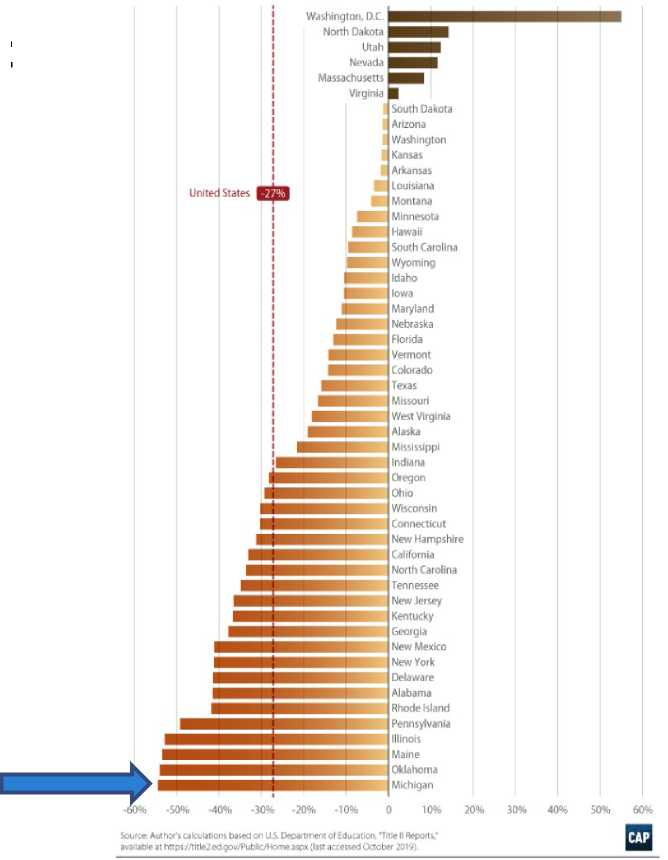 Washington, D.C.
North Dakota
Utah
Nevada
Massachusetts
Virginia
South Dakota
Arizona
Washington
Kansas
Arkansas
Louisiana
United States -27%
Montana
Minnesota
Hawaii
South Carolina
Wyoming
Idaho
Iowa
Maryland
Nebraska
Florida
Vermont
Colorado
Texas
Missouri
West Virginia
Alaska
Mississippi
Indiana
Oregon
Ohio
Wisconsin
Connecticut
New Hampshire
California
North Carolina
Tennessee
New Jersey
Kentucky
Georgia
New Mexico
New York
Delaware
Alabama
Rhode Island
Pennsylvania
Illinois
Maine
Oklahoma
Michigan
-60% -50% -40% -30% -20% -10% 0 10% 20% 30% 40% 50% 60%
Source: Author's calculations based on U.S. Department of Education, "Title II Reports,"
available at https://title2.ed.gov/Public/Home.aspx (last accessed October 2019).
CAP